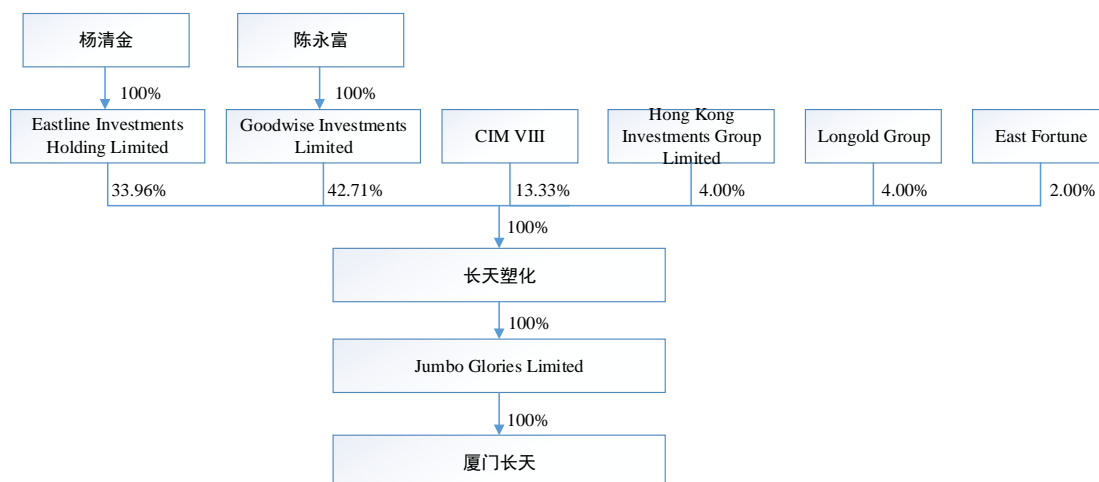 杨清金
陈永富
100%
100%
Eastline Investments
Holding Limited
Goodwise Investments
Limited
CIM VIII
Hong Kong
Investments Group
Limited
Longold Group
East Fortune
33.96%
42.71%
13.33%
4.00%
4.00%
2.00%
100%
长天塑化
100%
Jumbo Glories Limited
100%
厦门长天